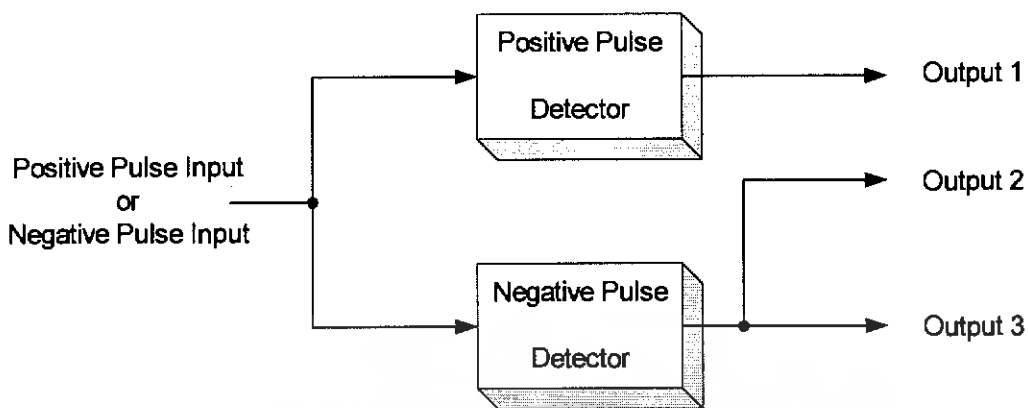 Positive Pulse
Detector
Output 1
Positive Pulse Input
or
Negative Pulse Input
Output 2
Negative Pulse
Detector
Output 3